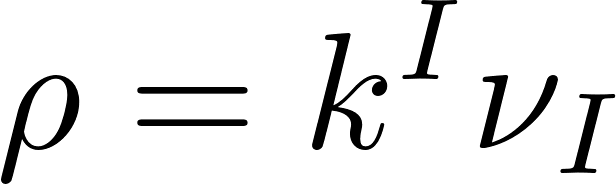 ρ = k^I ν_I